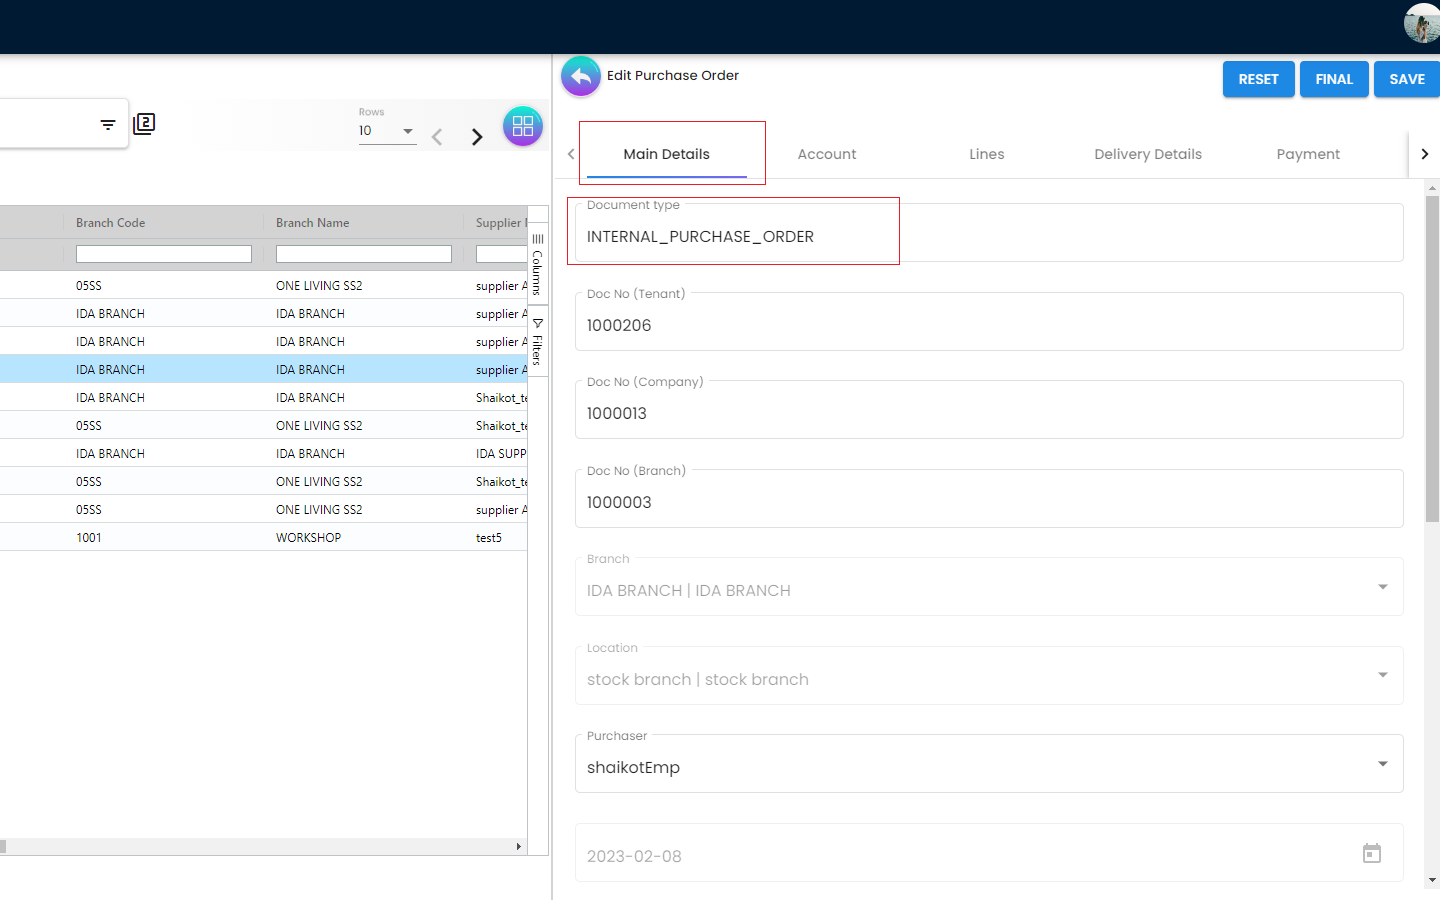 Edit Purchase Order
RESET
FINAL
SAVE
Rows
10
2
Main Details
Account
Lines
Delivery Details
Payment
Branch Code
Branch Name
Supplier
05SS
ONE LIVING SS2
supplier A
IDA BRANCH
IDA BRANCH
supplier A
IDA BRANCH
IDA BRANCH
supplier A
IDA BRANCH
IDA BRANCH
supplier A
IDA BRANCH
IDA BRANCH
Shaikot_te
05SS
ONE LIVING SS2
Shaikot_te
IDA BRANCH
IDA BRANCH
IDA SUPP
05SS
ONE LIVING SS2
Shaikot_te
05SS
ONE LIVING SS2
supplier A
1001
WORKSHOP
test5
Columns
Filters
Document type
INTERNAL_PURCHASE_ORDER
Doc No (Tenant)
1000206
Doc No (Company)
1000013
Doc No (Branch)
1000003
Branch
IDA BRANCH | IDA BRANCH
Location
stock branch | stock branch
Purchaser
shaikotEmp
2023-02-08